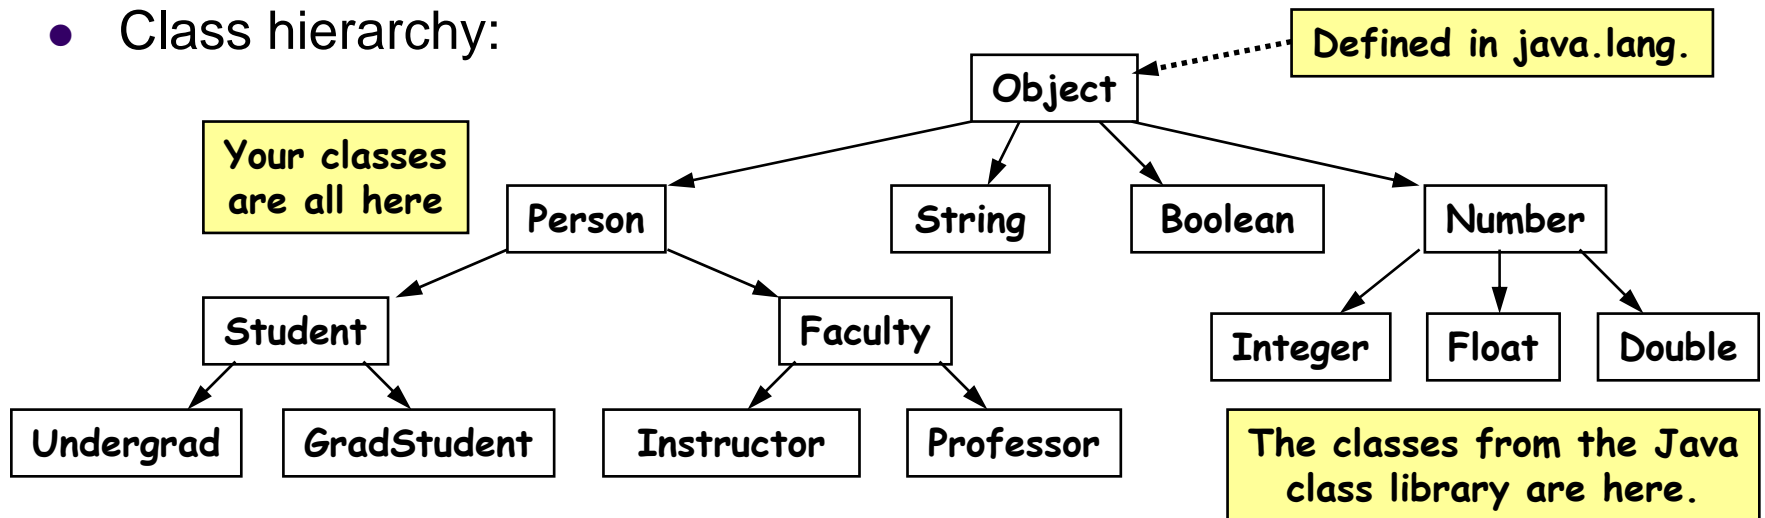 ● Class hierarchy:
Defined in java.lang.
Object
Your classes
are all here
Person
String
Boolean
Number
Student
Faculty
Integer
Float
Double
Undergrad
GradStudent
Instructor
Professor
The classes from the Java
class library are here.